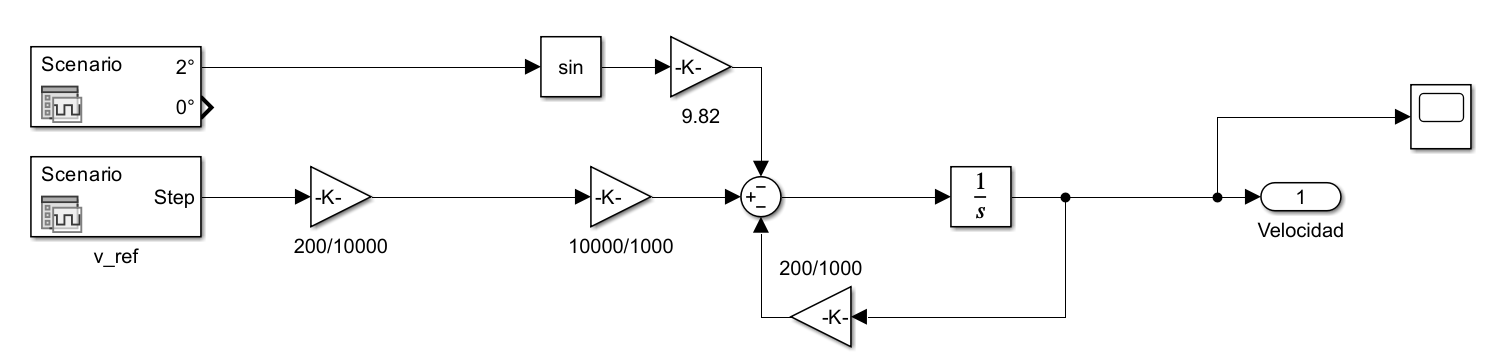 Scenario
2°
0°
sin
-K-
9.82
Scenario
Step
v_ref
-K-
200/10000
-K-
10000/1000
+
−
−
1
s
1
Velocidad
200/1000
-K-